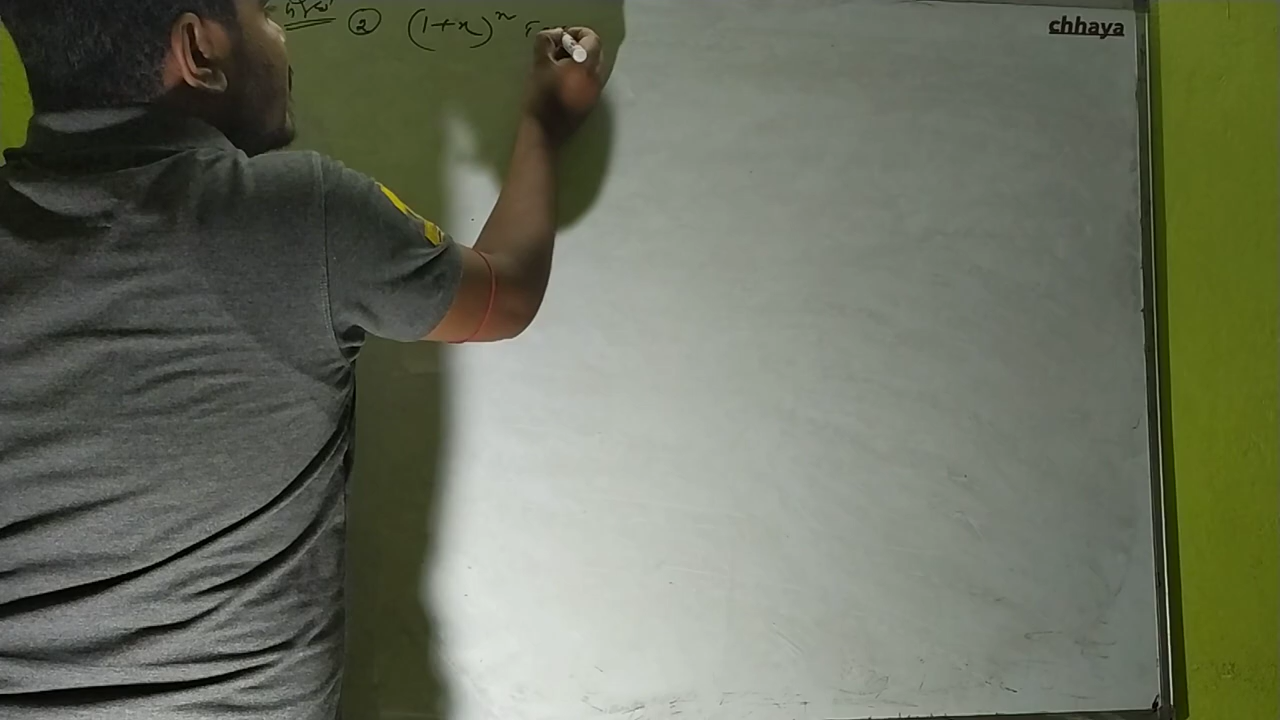 ② (1+x)ⁿ
chhaya